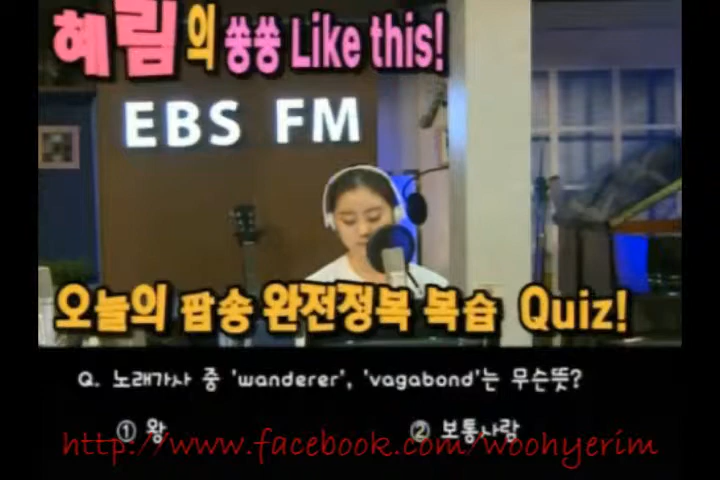 혜림의 쏭쏭 Like this!
EBS FM
오늘의 팝송 완전정복 복습 Quiz!
Q. 노래가사 중 'wanderer', 'vagabond'는 무슨뜻?
① 왕 ② 보통사람
http://www.facebook.com/woohyerim